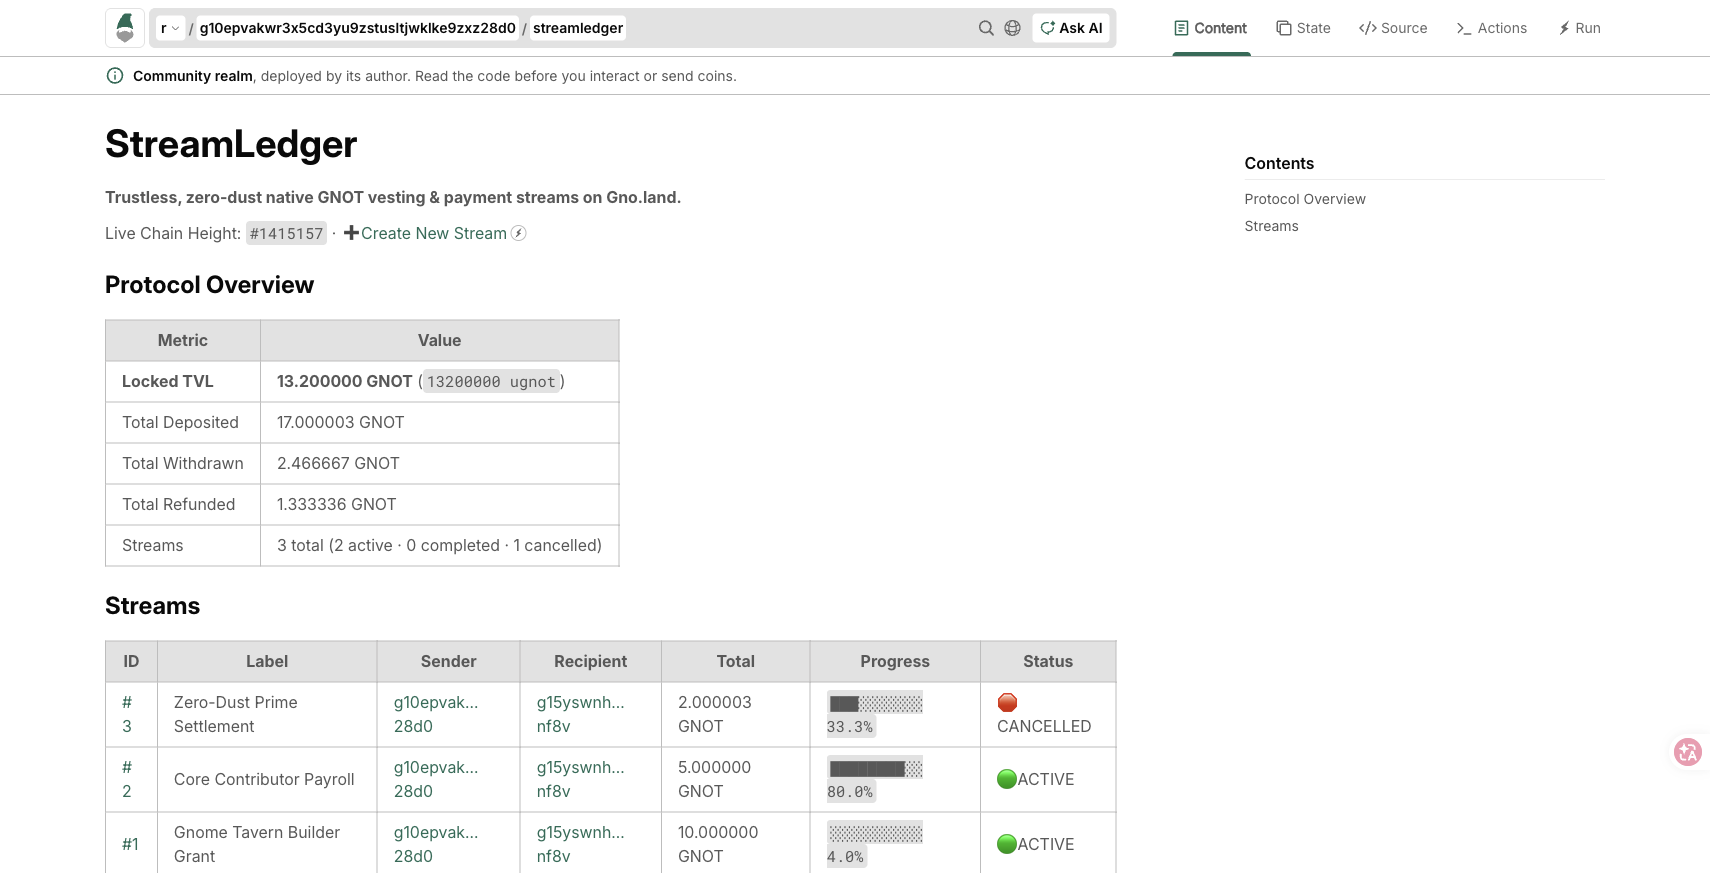 r / g10epvakwr3x5cd3yu9zstusltjwklke9zxz28d0 / streamledger
Ask AI
Content State Source Actions Run
Community realm, deployed by its author. Read the code before you interact or send coins.
StreamLedger
Trustless, zero-dust native GNOT vesting & payment streams on Gno.land.
Live Chain Height: #1415157 · ➕Create New Stream
Contents
Protocol Overview
Streams
Protocol Overview
Metric Value
Locked TVL 13.200000 GNOT (13200000 ugnot)
Total Deposited 17.000003 GNOT
Total Withdrawn 2.466667 GNOT
Total Refunded 1.333336 GNOT
Streams 3 total (2 active · 0 completed · 1 cancelled)
Streams
ID Label Sender Recipient Total Progress Status
#3 Zero-Dust Prime Settlement g10epvak...28d0 g15yswnh...nf8v 2.000003 GNOT 33.3% CANCELLED
#2 Core Contributor Payroll g10epvak...28d0 g15yswnh...nf8v 5.000000 GNOT 80.0% ACTIVE
#1 Gnome Tavern Builder Grant g10epvak...28d0 g15yswnh...nf8v 10.000000 GNOT 4.0% ACTIVE